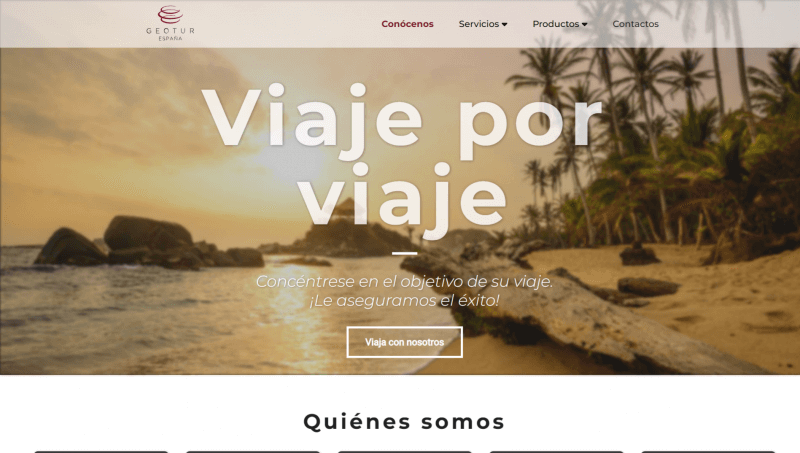 GEOTUR
ESPAÑA
Conócenos Servicios Productos Contactos
Viaje por
viaje
Concéntrese en el objetivo de su viaje.
¡Le aseguramos el éxito!
Viaja con nosotros
Quiénes somos